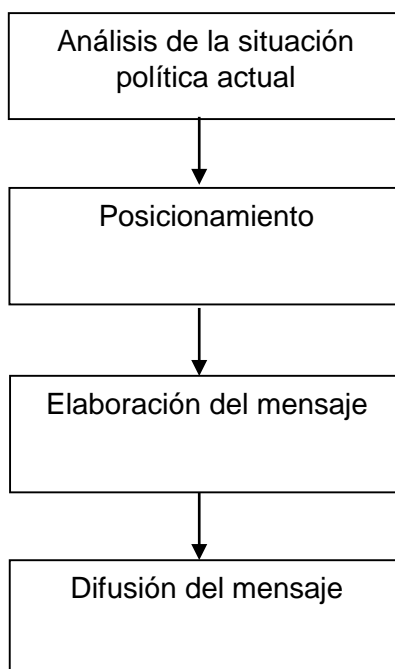 Análisis de la situación
política actual
Posicionamiento
Elaboración del mensaje
Difusión del mensaje